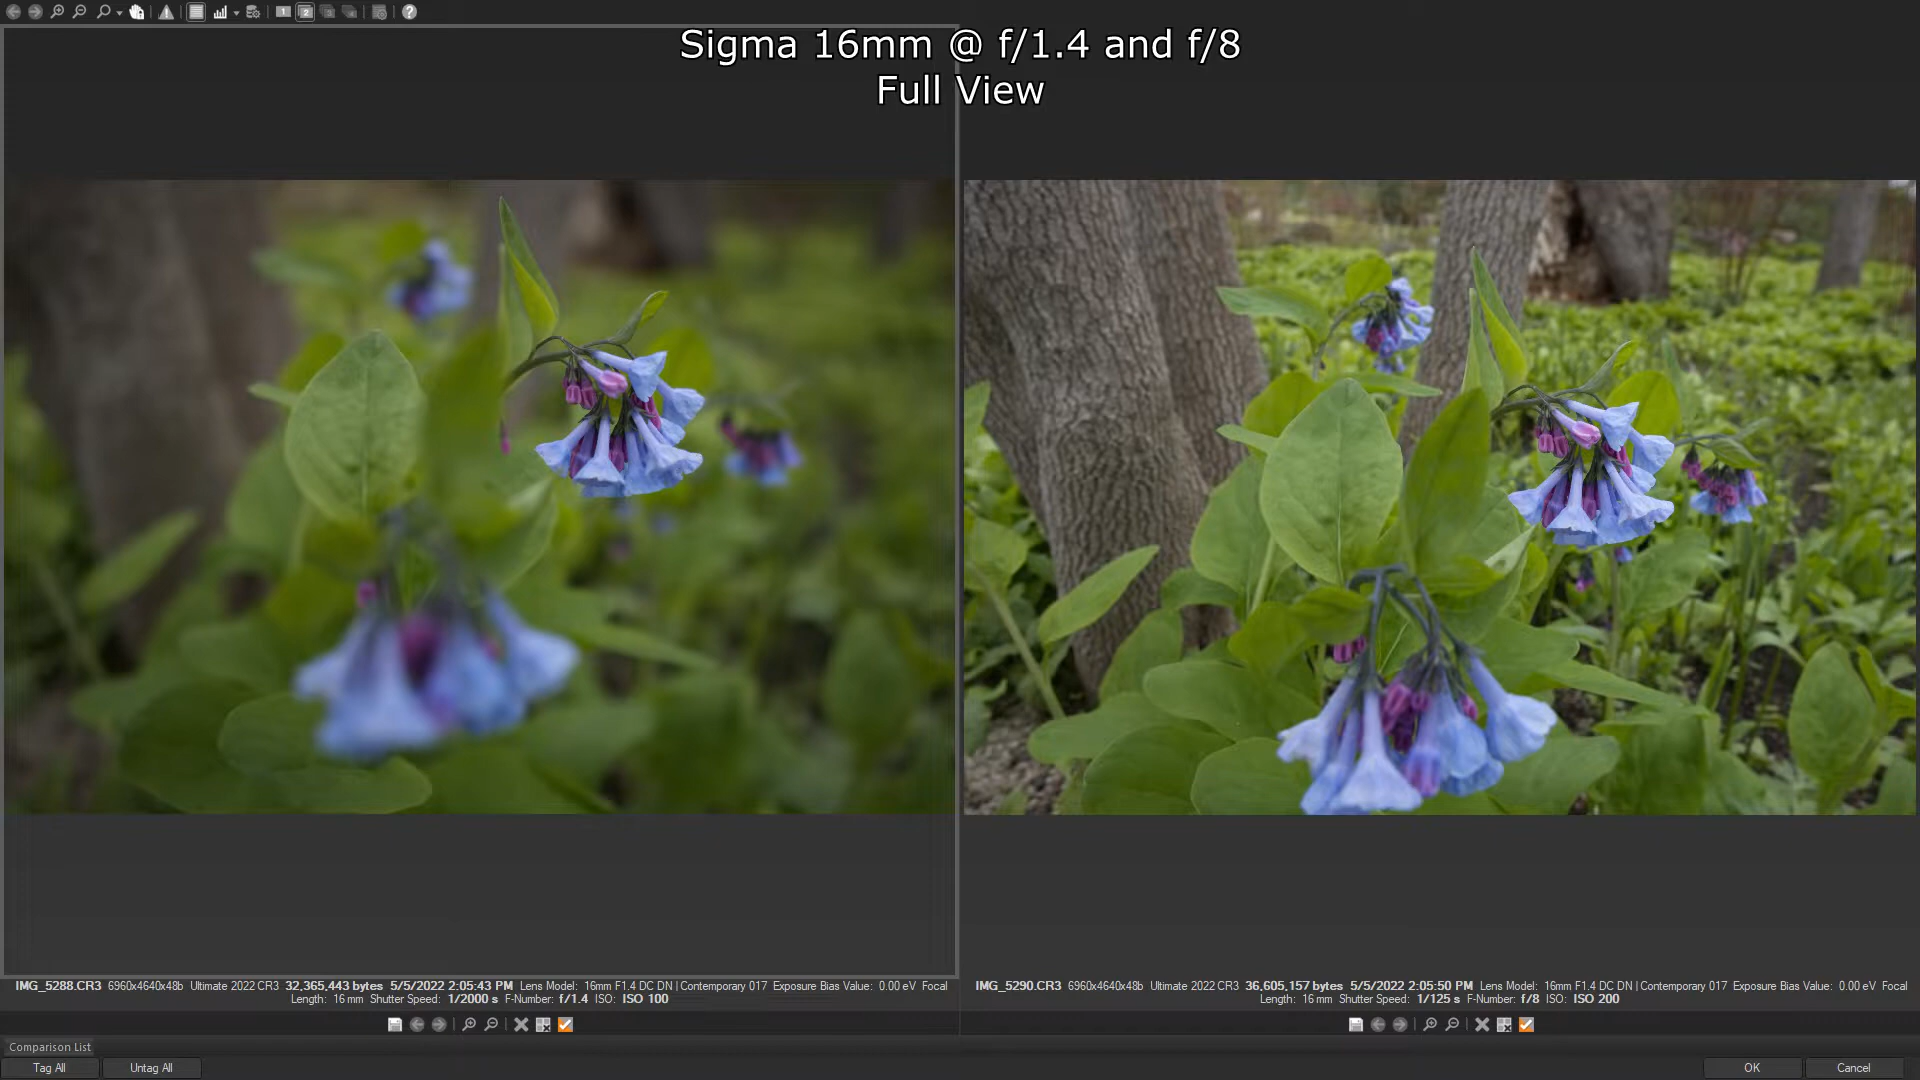 Sigma 16mm @ f/1.4 and f/8
Full View
1 2
IMG_5288.CR3 6960x4640x48b Ultimate 2022 CR3 32,365,443 bytes 5/5/2022 2:05:43 PM Lens Model: 16mm F1.4 DC DN | Contemporary 017 Exposure Bias Value: 0.00 eV Focal
Length: 16 mm Shutter Speed: 1/2000 s F-Number: f/1.4 ISO: ISO 100
IMG_5290.CR3 6960x4640x48b Ultimate 2022 CR3 36,605,157 bytes 5/5/2022 2:05:50 PM Lens Model: 16mm F1.4 DC DN | Contemporary 017 Exposure Bias Value: 0.00 eV Focal
Length: 16 mm Shutter Speed: 1/125 s F-Number: f/8 ISO: ISO 200
Comparison List
Tag All Untag All OK Cancel